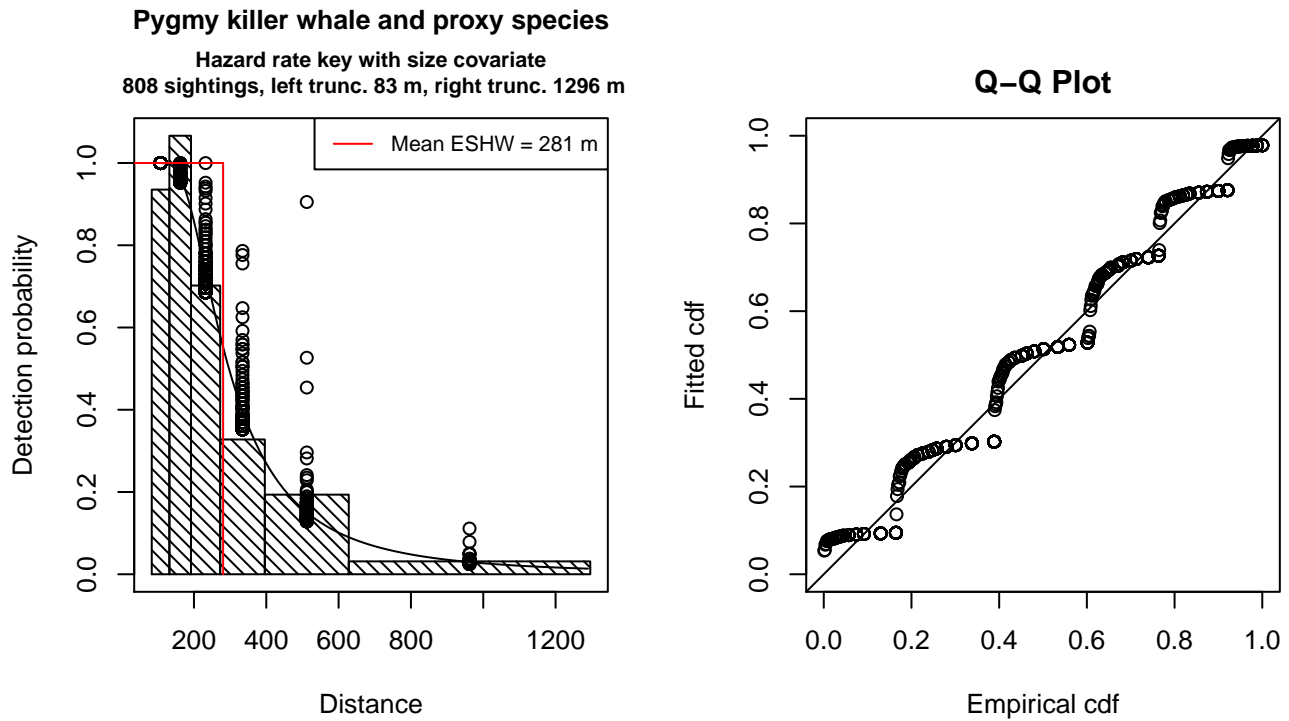 Pygmy killer whale and proxy species
Hazard rate key with size covariate
808 sightings, left trunc. 83 m, right trunc. 1296 m
Mean ESHW = 281 m
Detection probability
1.0
0.8
0.6
0.4
0.2
0.0
200 400 600 800 1200
Distance
Q−Q Plot
Fitted cdf
1.0
0.8
0.6
0.4
0.2
0.0
0.0 0.2 0.4 0.6 0.8 1.0
Empirical cdf